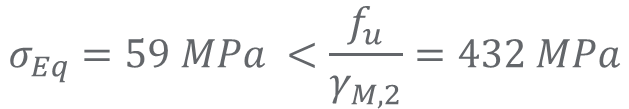 σ_Eq = 59 MPa < f_u / γ_M,2 = 432 MPa